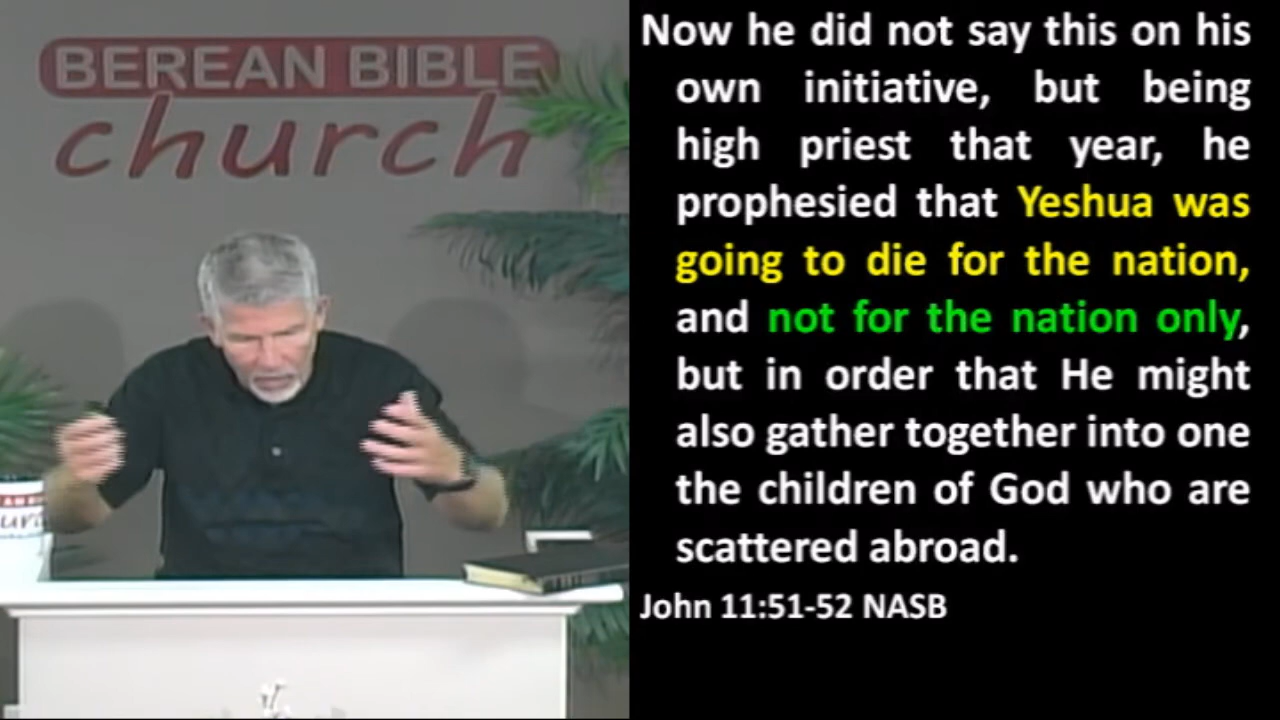 BEREAN BIBLE
church
Now he did not say this on his
own initiative, but being
high priest that year, he
prophesied that Yeshua was
going to die for the nation,
and not for the nation only,
but in order that He might
also gather together into one
the children of God who are
scattered abroad.
John 11:51-52 NASB